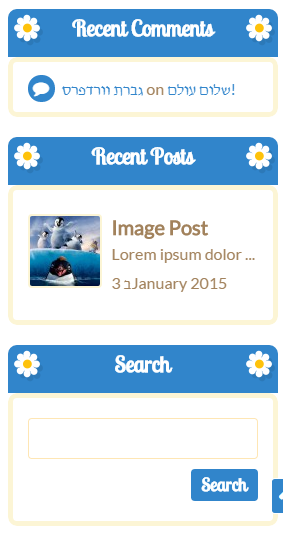 Recent Comments
גברת וורדפרס on שלום עולם!
Recent Posts
Image Post
Lorem ipsum dolor ...
3 בJanuary 2015
Search
Search